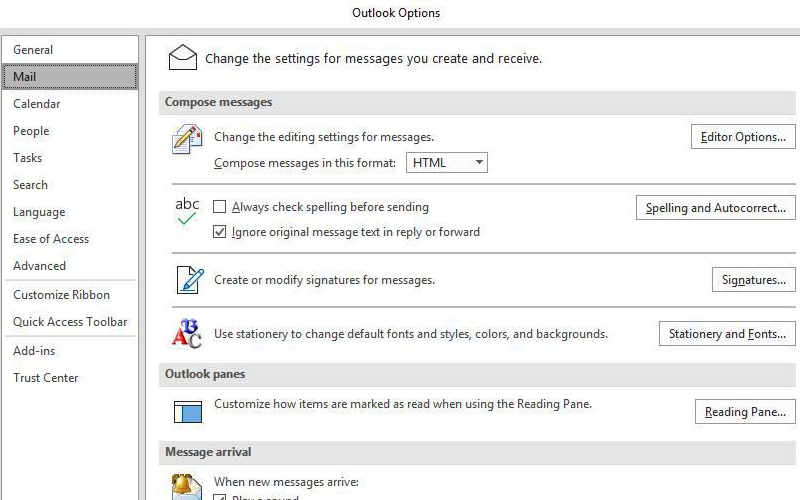 Outlook Options
General
Mail
Calendar
People
Tasks
Search
Language
Ease of Access
Advanced
Customize Ribbon
Quick Access Toolbar
Add-ins
Trust Center
Change the settings for messages you create and receive.
Compose messages
Change the editing settings for messages.
Editor Options...
Compose messages in this format: HTML
abc
Always check spelling before sending
Spelling and Autocorrect...
Ignore original message text in reply or forward
Create or modify signatures for messages.
Signatures...
ABC
Use stationery to change default fonts and styles, colors, and backgrounds.
Stationery and Fonts...
Outlook panes
Customize how items are marked as read when using the Reading Pane.
Reading Pane...
Message arrival
When new messages arrive:
Play a sound